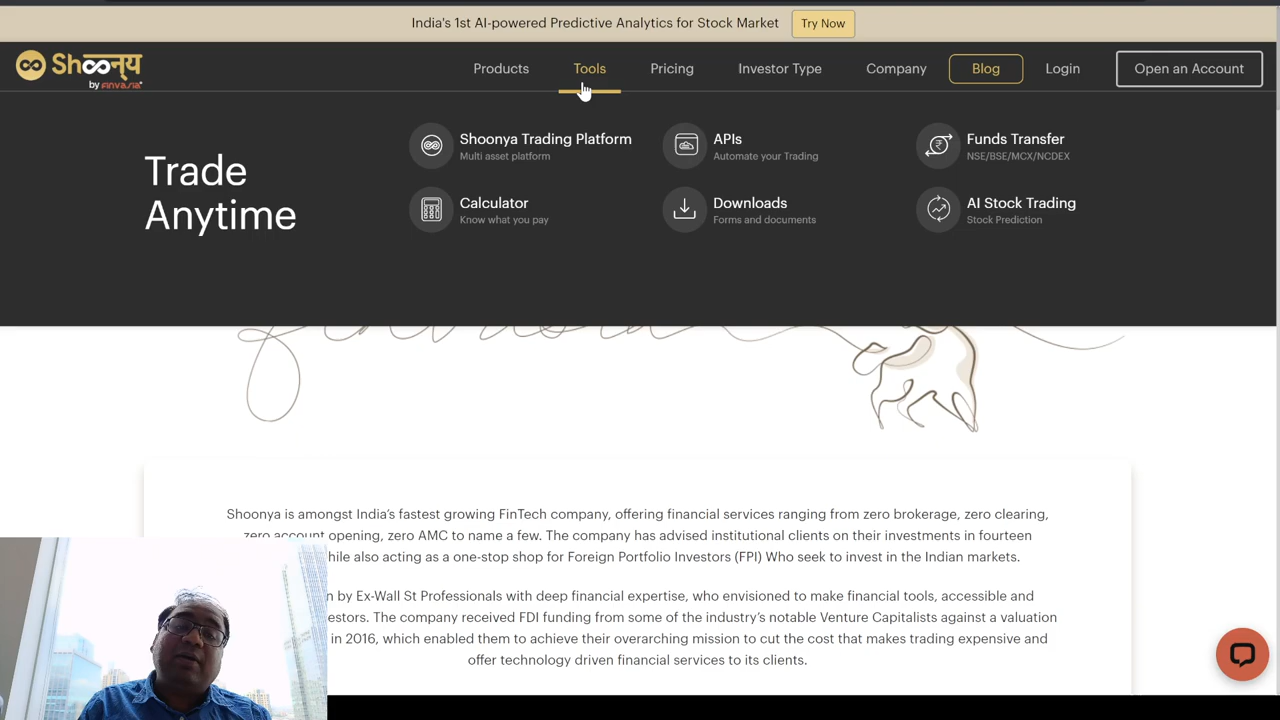 India's 1st AI-powered Predictive Analytics for Stock Market
Try Now
Shooन्य
by FINVASIA
Products
Tools
Pricing
Investor Type
Company
Blog
Login
Open an Account
Trade
Anytime
Shoonya Trading Platform
Multi asset platform
APIs
Automate your Trading
Funds Transfer
NSE/BSE/MCX/NCDEX
Calculator
Know what you pay
Downloads
Forms and documents
AI Stock Trading
Stock Prediction
Shoonya is amongst India's fastest growing FinTech company, offering financial services ranging from zero brokerage, zero clearing,
zero account opening, zero AMC to name a few. The company has advised institutional clients on their investments in fourteen
while also acting as a one-stop shop for Foreign Portfolio Investors (FPI) Who seek to invest in the Indian markets.
by Ex-Wall St Professionals with deep financial expertise, who envisioned to make financial tools, accessible and
The company received FDI funding from some of the industry's notable Venture Capitalists against a valuation
in 2016, which enabled them to achieve their overarching mission to cut the cost that makes trading expensive and
offer technology driven financial services to its clients.